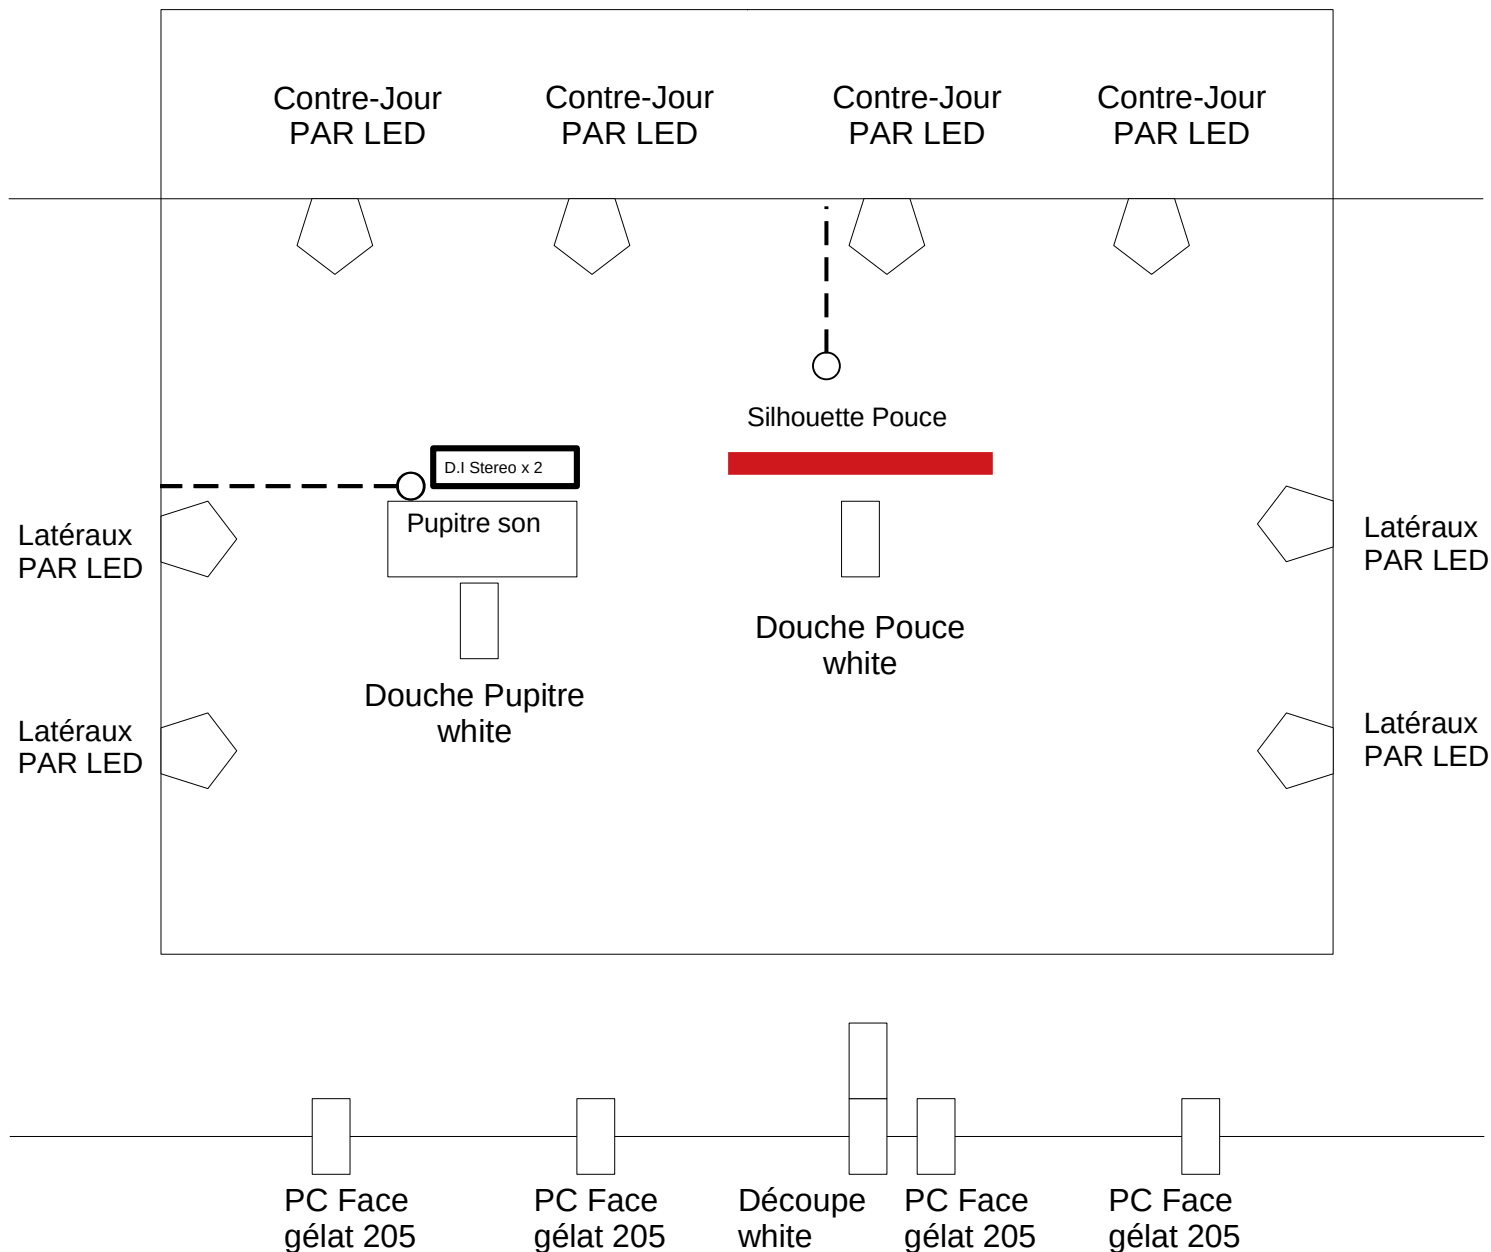 Contre-Jour
PAR LED
Contre-Jour
PAR LED
Contre-Jour
PAR LED
Contre-Jour
PAR LED
Silhouette Pouce
D.I Stereo x 2
Pupitre son
Latéraux
PAR LED
Latéraux
PAR LED
Douche Pouce
white
Douche Pupitre
white
Latéraux
PAR LED
Latéraux
PAR LED
PC Face
gélat 205
PC Face
gélat 205
Découpe
white
PC Face
gélat 205
PC Face
gélat 205